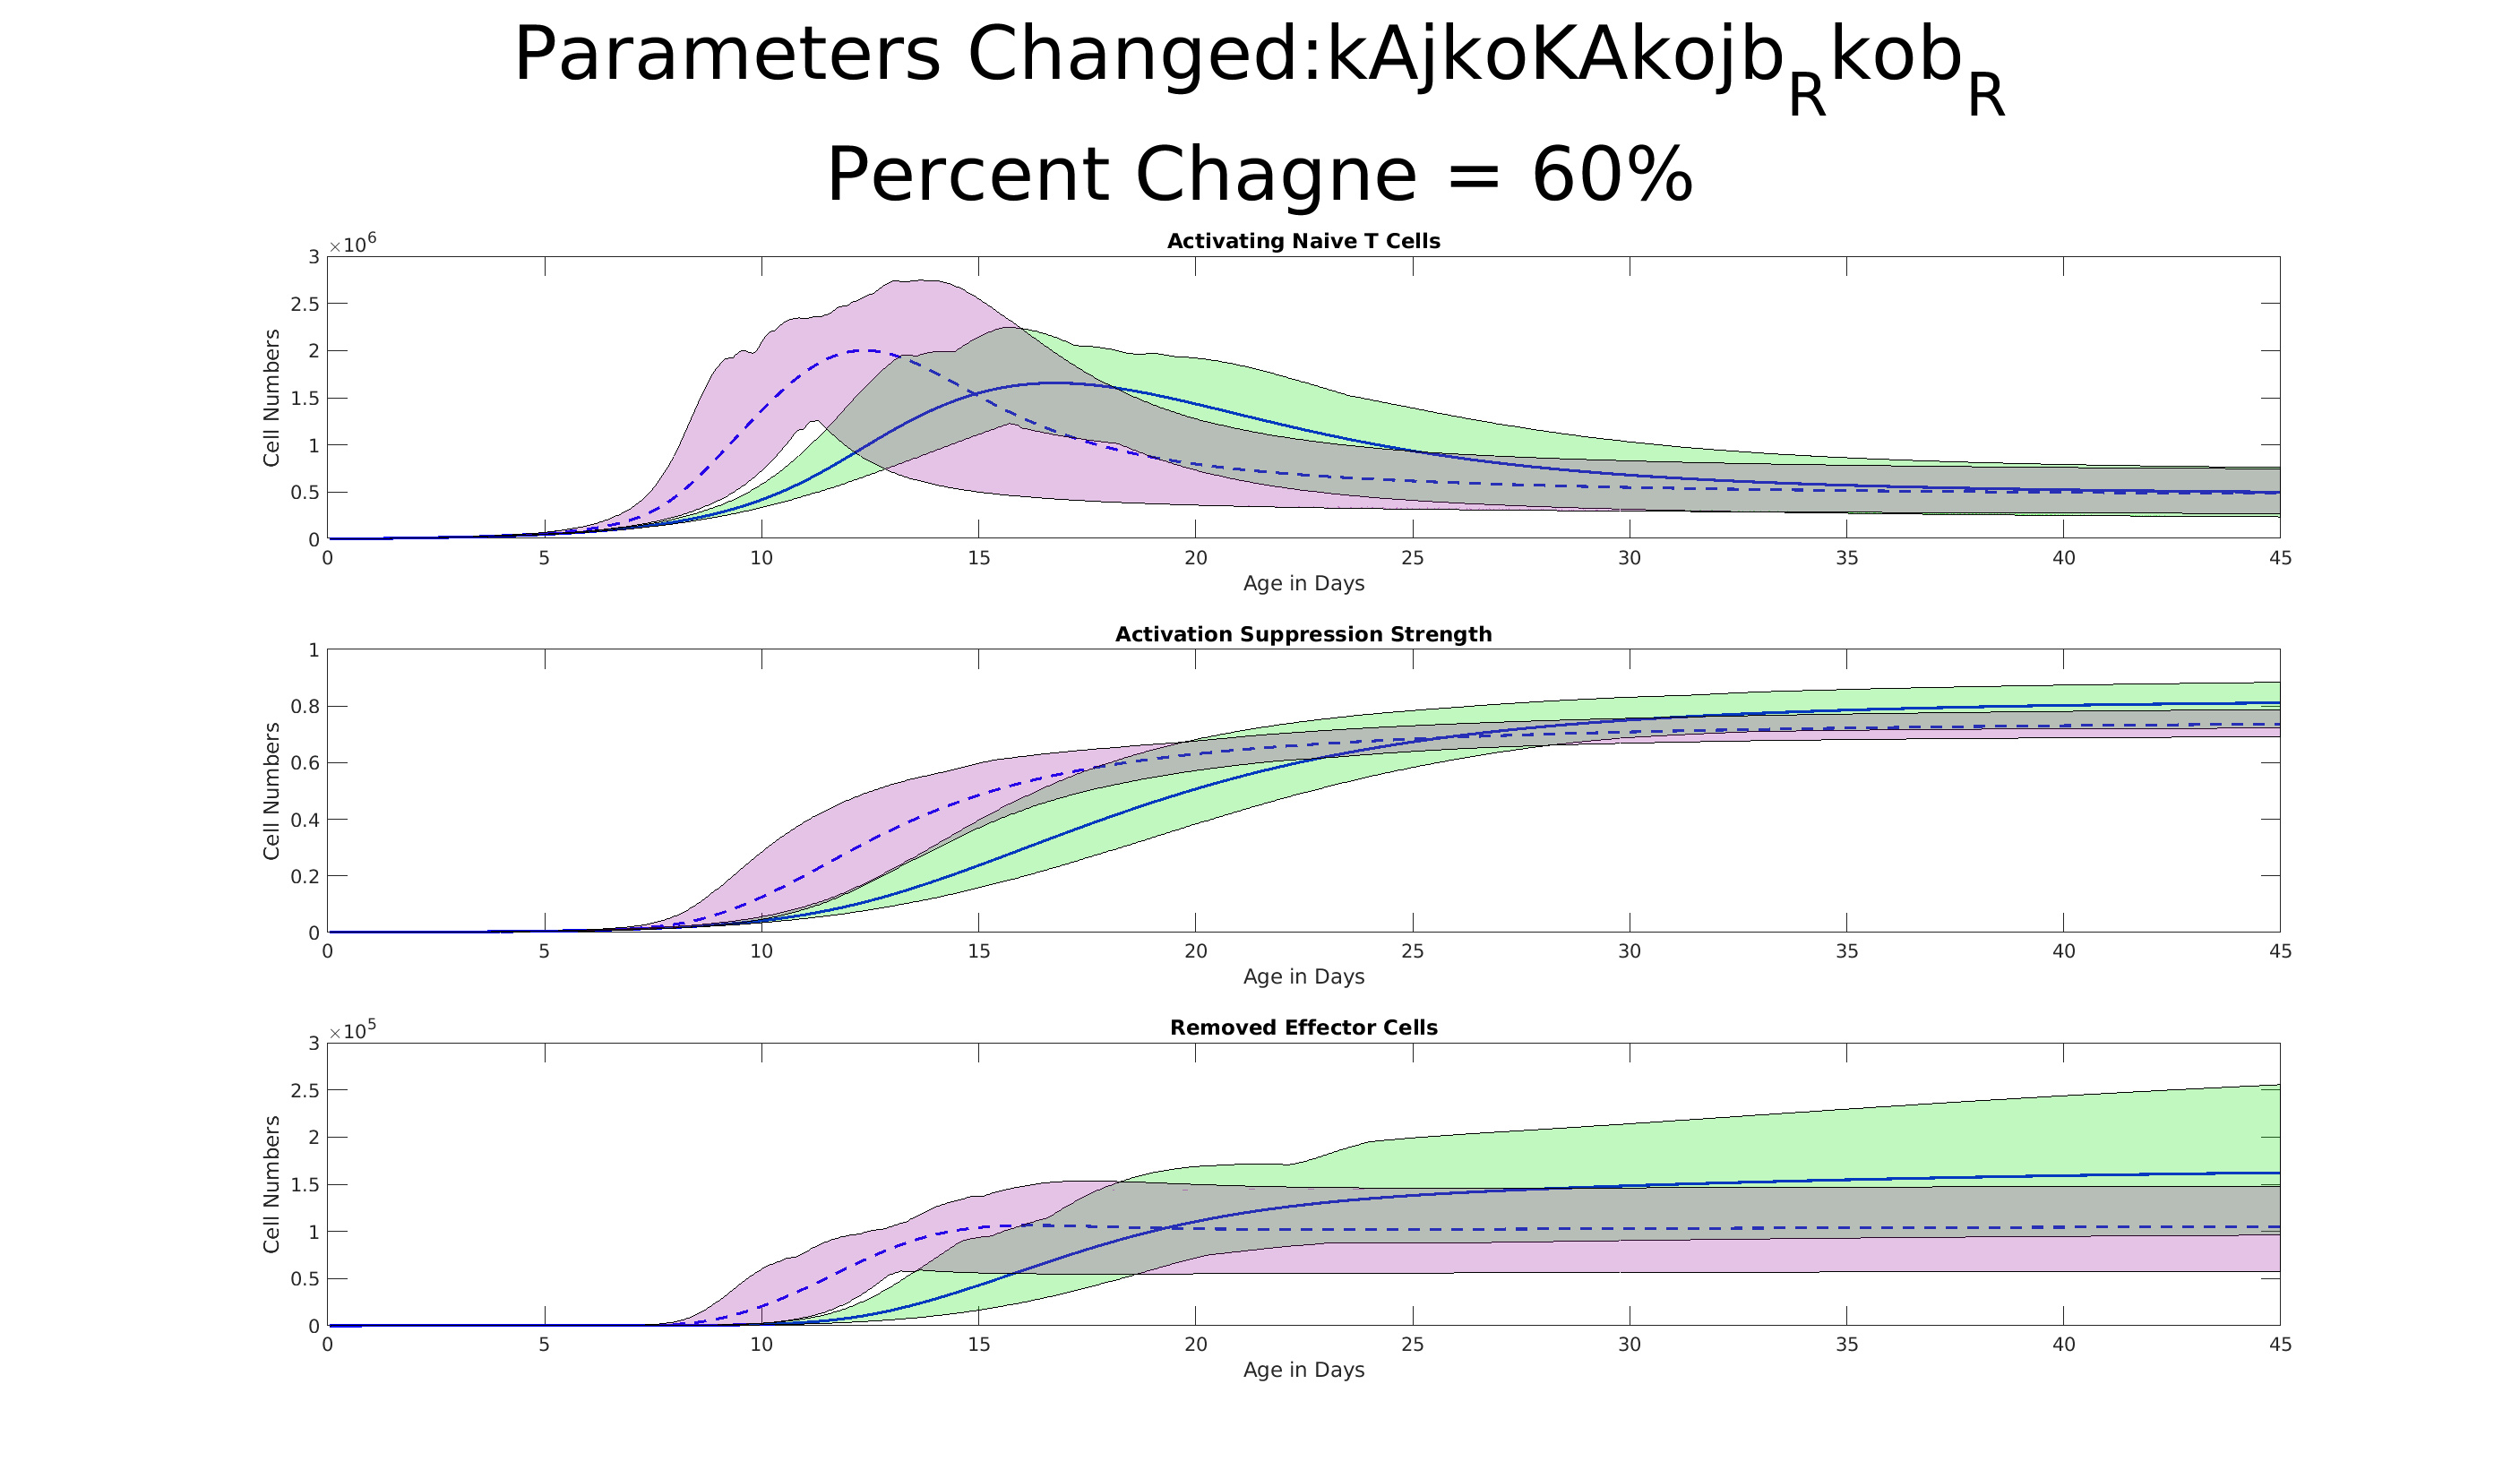 Parameters Changed:kAjkoKAkojb_Rkob_R
Percent Chagne = 60%
Activating Naive T Cells
×10^6
3
2.5
2
1.5
1
0.5
0
Cell Numbers
0 5 10 15 20 25 30 35 40 45
Age in Days
Activation Suppression Strength
1
0.8
0.6
0.4
0.2
0
Cell Numbers
0 5 10 15 20 25 30 35 40 45
Age in Days
Removed Effector Cells
×10^5
3
2.5
2
1.5
1
0.5
0
Cell Numbers
0 5 10 15 20 25 30 35 40 45
Age in Days